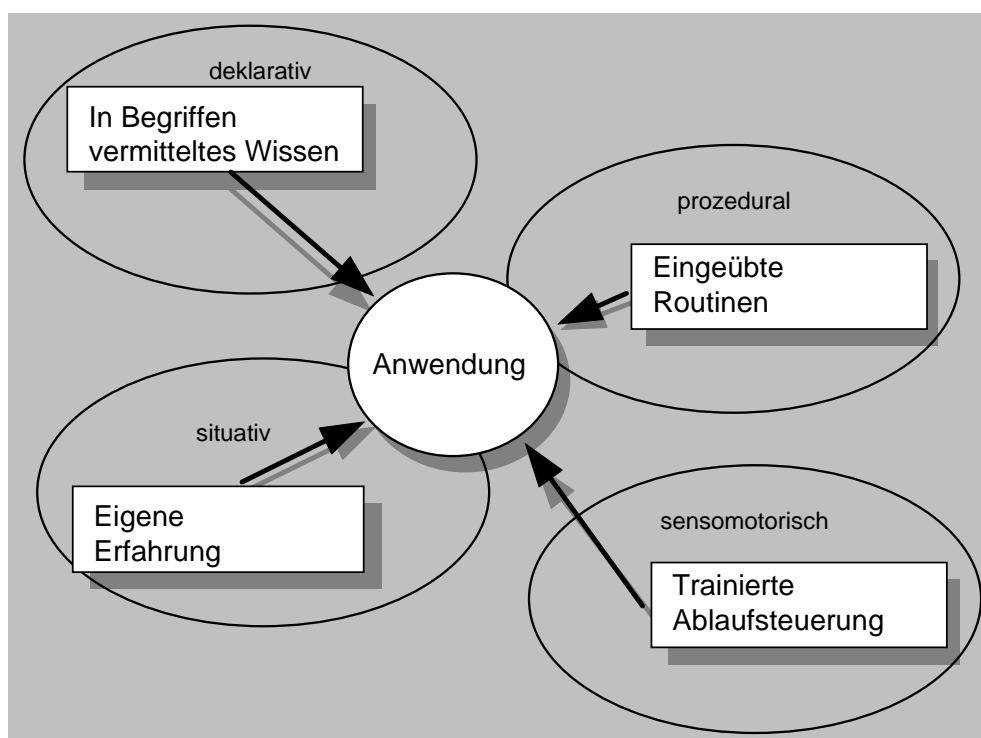 deklarativ
In Begriffen
vermitteltes Wissen
prozedural
Eingeübte
Routinen
Anwendung
situativ
Eigene
Erfahrung
sensomotorisch
Trainierte
Ablaufsteuerung